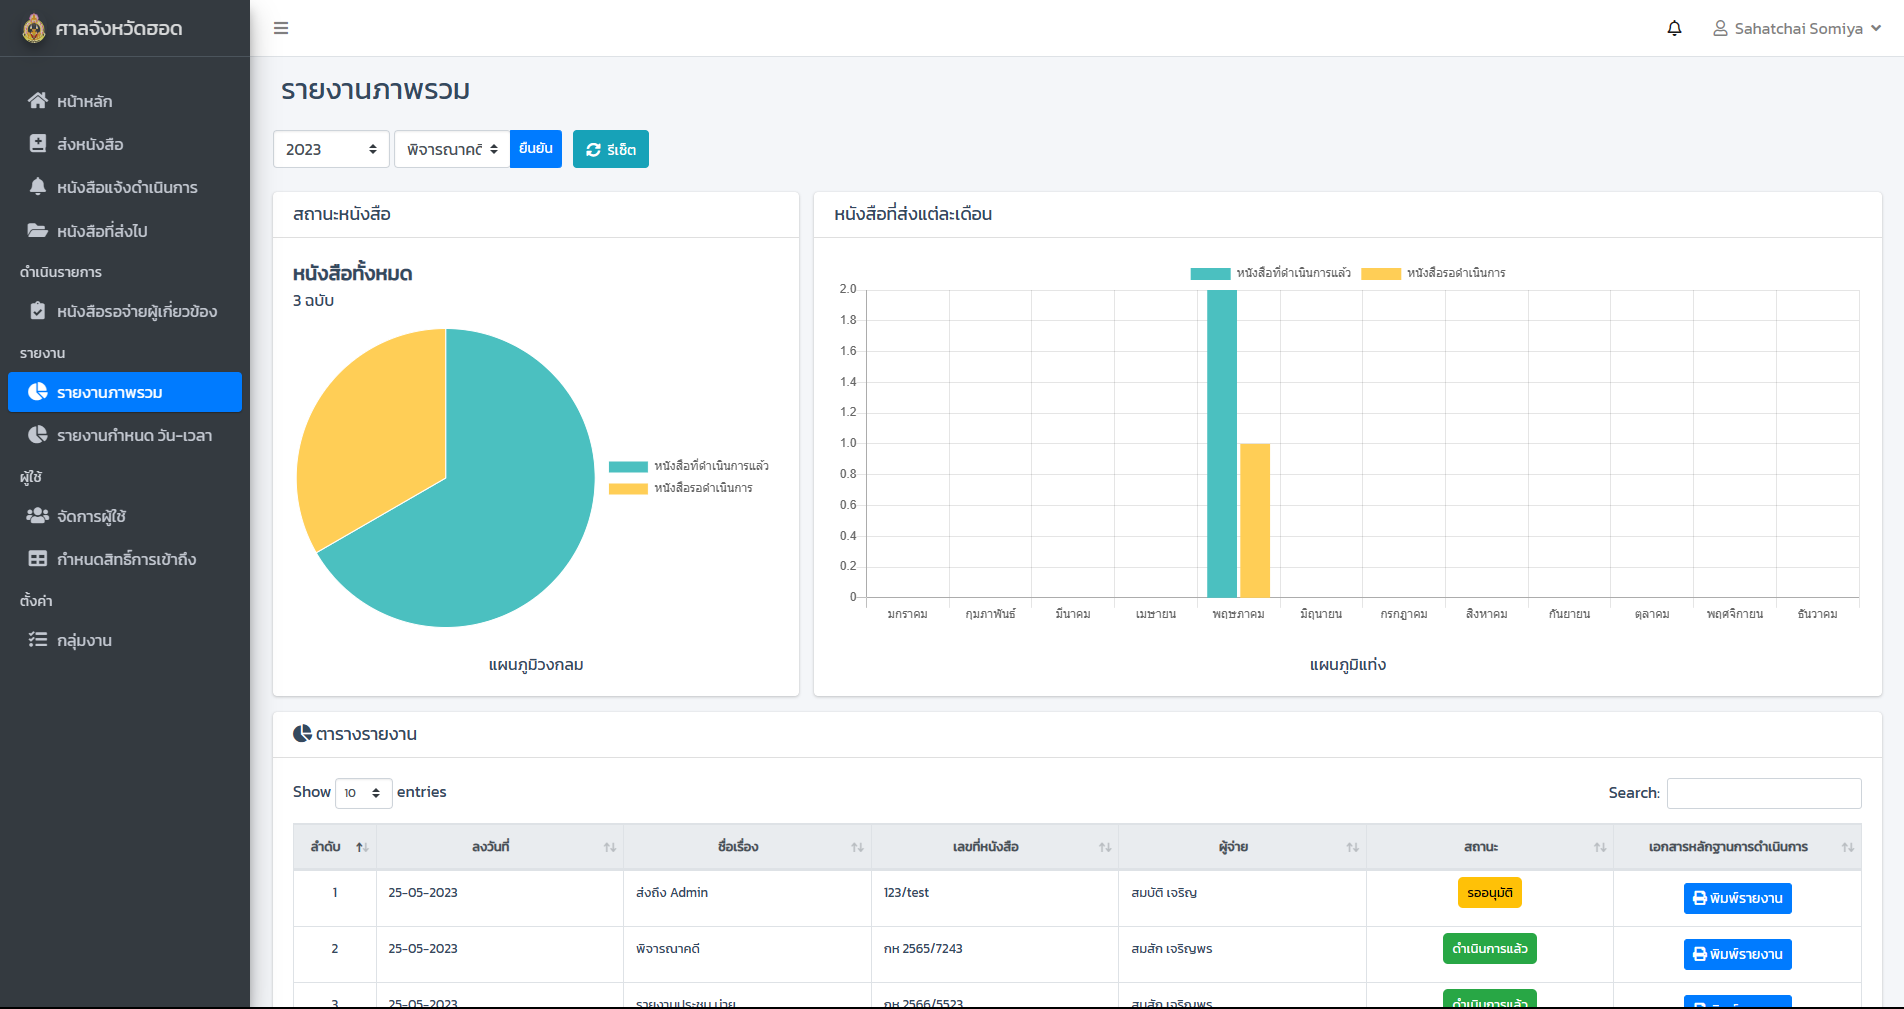 ศาลจังหวัดฮอด
Sahatchai Somiya
หน้าหลัก
ส่งหนังสือ
หนังสือแจ้งดำเนินการ
หนังสือที่ส่งไป
ดำเนินรายการ
หนังสือรอจ่ายผู้เกี่ยวข้อง
รายงาน
รายงานภาพรวม
รายงานกำหนด วัน-เวลา
ผู้ใช้
จัดการผู้ใช้
กำหนดสิทธิ์การเข้าถึง
ตั้งค่า
กลุ่มงาน
รายงานภาพรวม
2023 พิจารณาคดี ยืนยัน รีเซ็ต
สถานะหนังสือ
หนังสือทั้งหมด
3 ฉบับ
หนังสือที่ดำเนินการแล้ว
หนังสือรอดำเนินการ
แผนภูมิวงกลม
หนังสือที่ส่งแต่ละเดือน
หนังสือที่ดำเนินการแล้ว หนังสือรอดำเนินการ
2.0
1.8
1.6
1.4
1.2
1.0
0.8
0.6
0.4
0.2
0
มกราคม กุมภาพันธ์ มีนาคม เมษายน พฤษภาคม มิถุนายน กรกฎาคม สิงหาคม กันยายน ตุลาคม พฤศจิกายน ธันวาคม
แผนภูมิแท่ง
ตารางรายงาน
Show 10 entries Search:
ลำดับ ลงวันที่ ชื่อเรื่อง เลขที่หนังสือ ผู้จ่าย สถานะ เอกสารหลักฐานการดำเนินการ
1 25-05-2023 ส่งถึง Admin 123/test สมบัติ เจริญ รออนุมัติ พิมพ์รายงาน
2 25-05-2023 พิจารณาคดี กห 2565/7243 สมสัก เจริญพร ดำเนินการแล้ว พิมพ์รายงาน
3 25-05-2023 รายงานประชุม กห 2566/5523 สมสัก เจริญพร ดำเนินการแล้ว